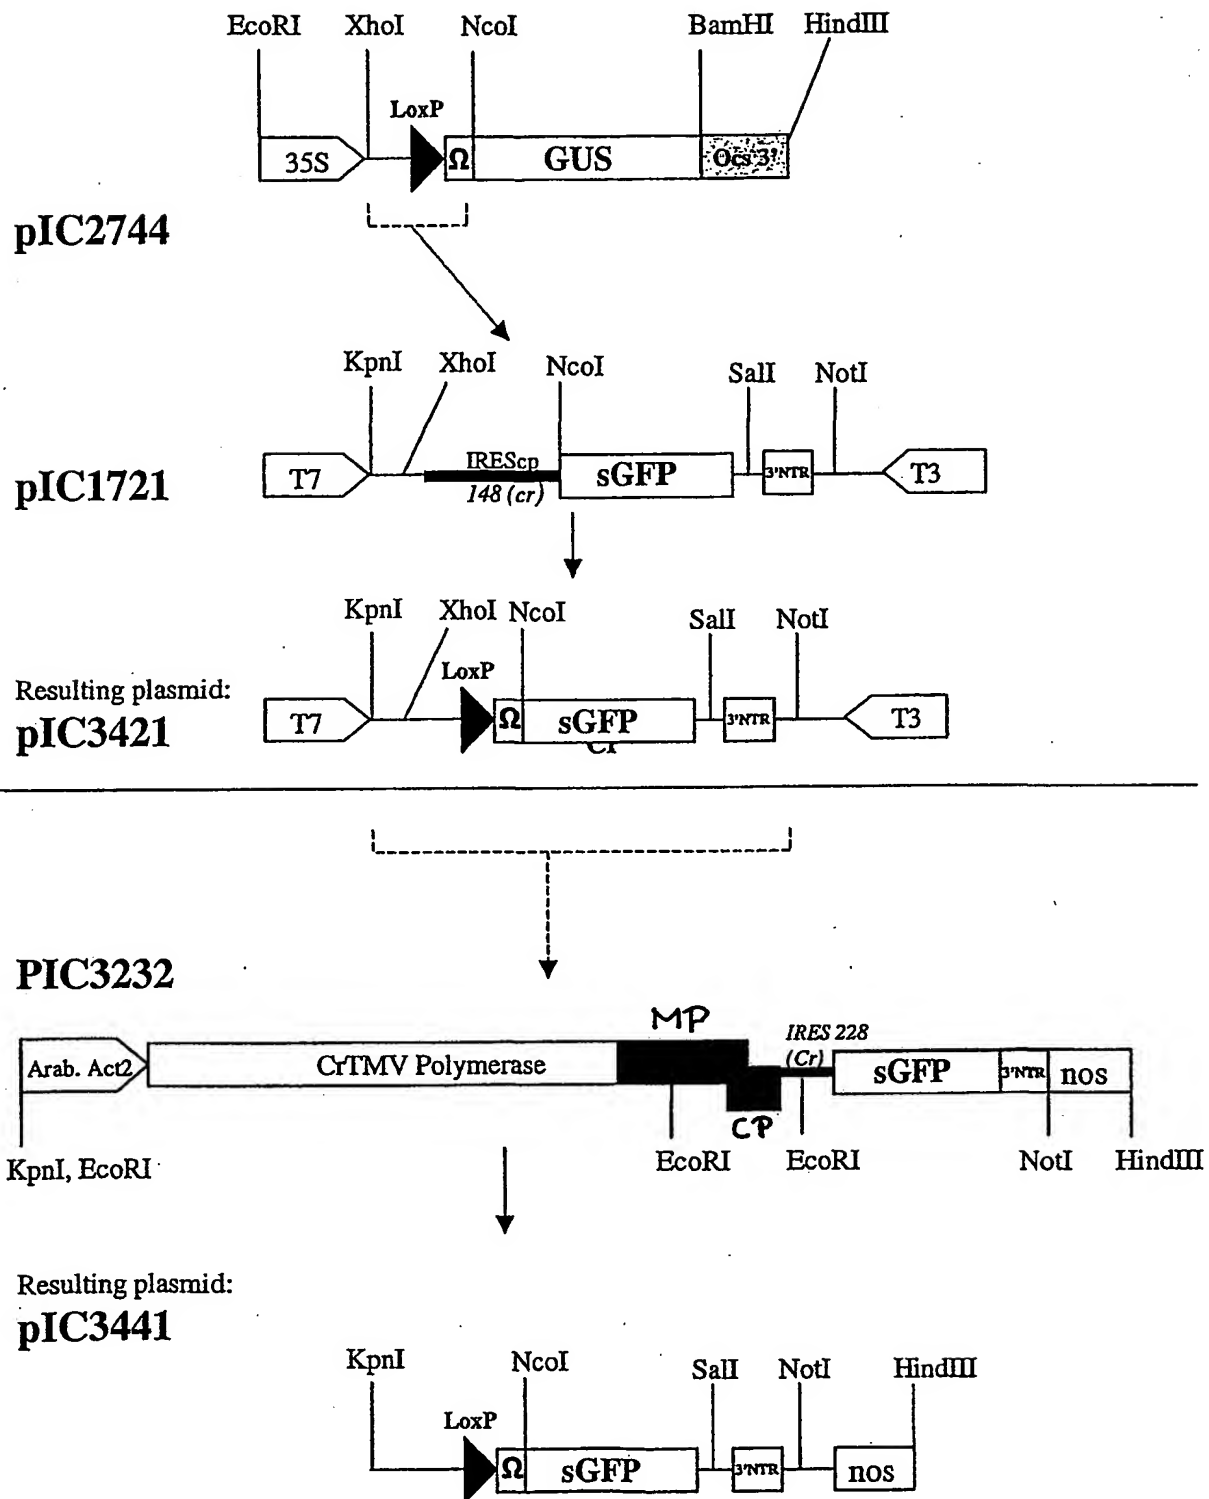 EcoRI XhoI NcoI BamHI HindIII
LoxP
35S Ω GUS Ocs 3'
pIC2744
KpnI XhoI NcoI SalI NotI
IREScp
pIC1721 T7 sGFP 3'NTR T3
148 (cr)
KpnI XhoI NcoI SalI NotI
LoxP
Resulting plasmid:
pIC3421 T7 Ω sGFP 3'NTR T3
Cr
PIC3232
MP IRES 228
(Cr)
Arab. Act2 CrTMV Polymerase sGFP 3'NTR nos
CP
KpnI, EcoRI EcoRI EcoRI NotI HindIII
Resulting plasmid:
pIC3441
KpnI NcoI SalI NotI HindIII
LoxP
Ω sGFP 3'NTR nos